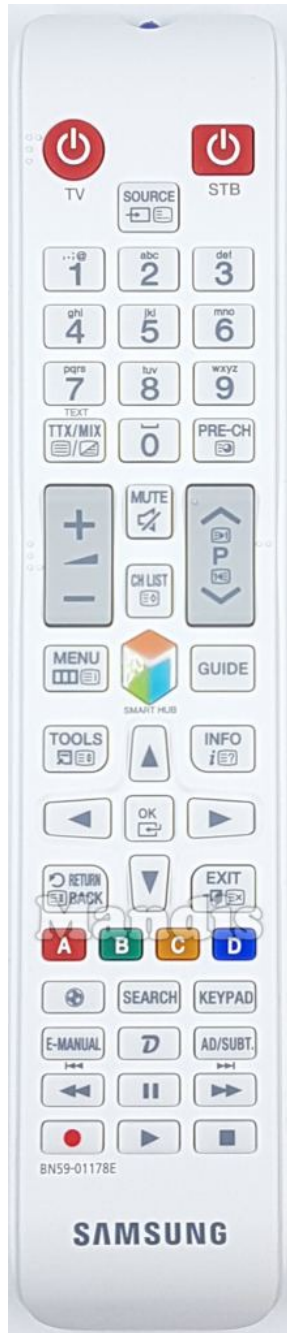 TV STB
SOURCE
.,;@ abc def
1 2 3
ghi jkl mno
4 5 6
pqrs tuv wxyz
7 8 9
TEXT
TTX/MIX 0 PRE-CH
MUTE
+ P
−
CH LIST
MENU GUIDE
SMART HUB
TOOLS INFO
OK
RETURN EXIT
BACK
Mandis
A B C D
SEARCH KEYPAD
E-MANUAL D AD/SUBT.
BN59-01178E
SAMSUNG